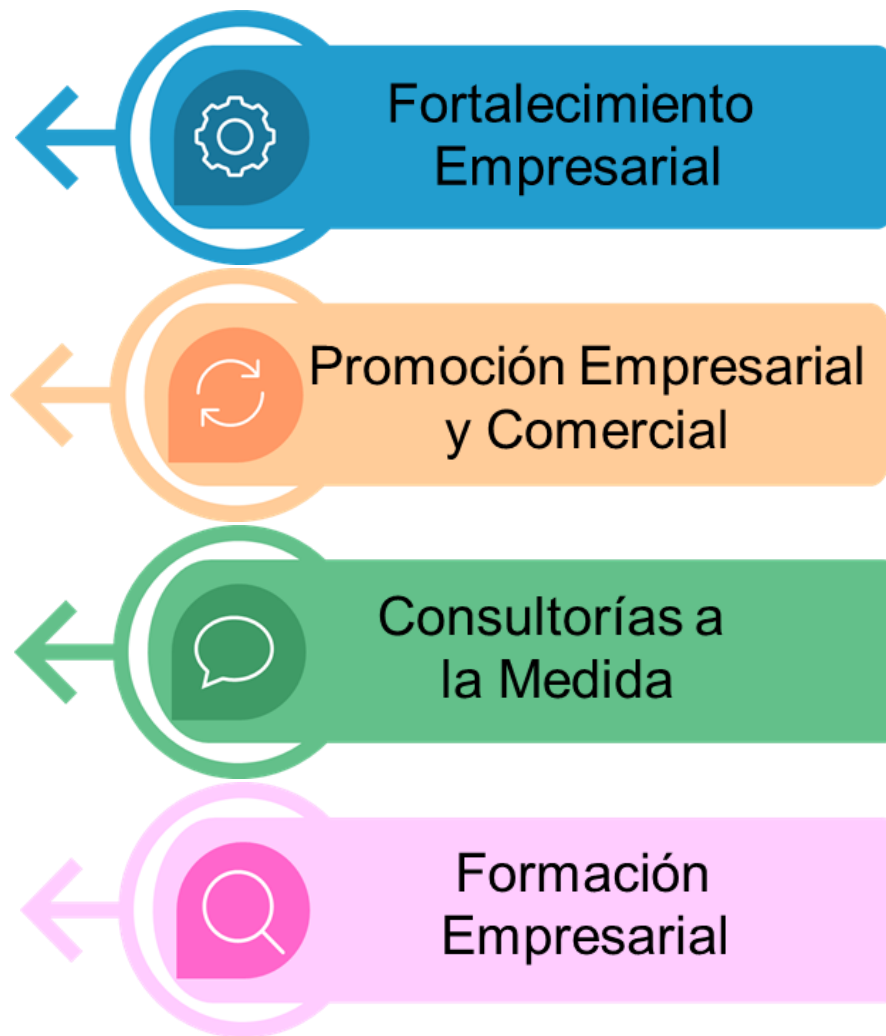 Fortalecimiento
Empresarial
Promoción Empresarial
y Comercial
Consultorías a
la Medida
Formación
Empresarial